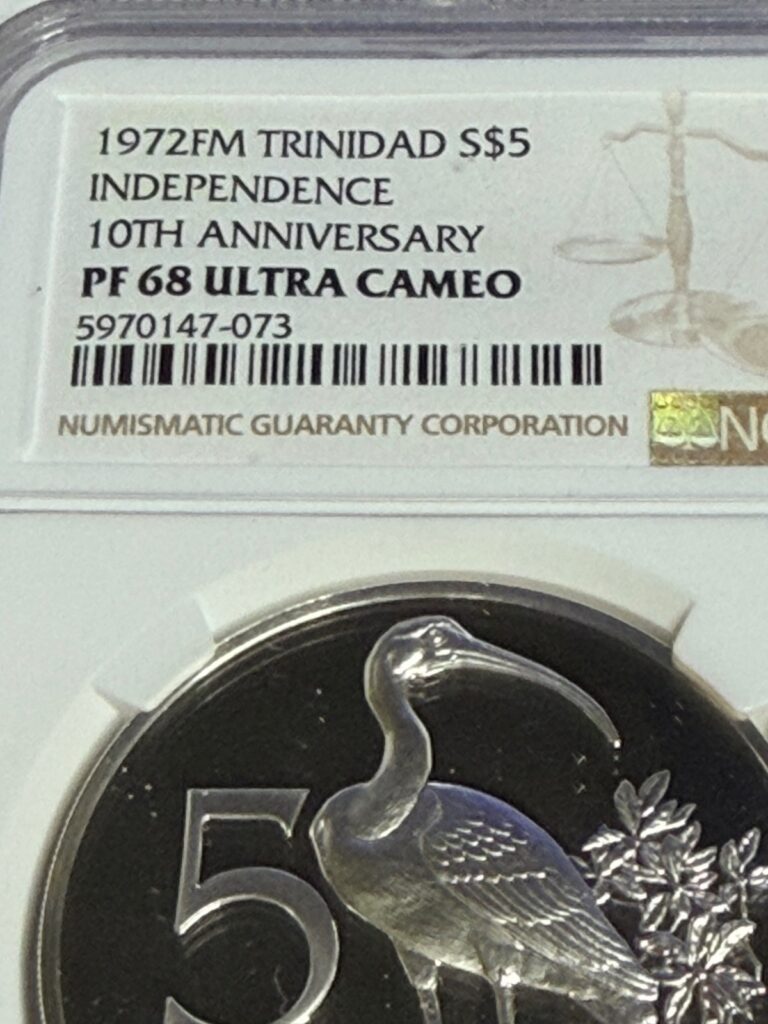 1972FM TRINIDAD S$5
INDEPENDENCE
10TH ANNIVERSARY
PF 68 ULTRA CAMEO
5970147-073
NUMISMATIC GUARANTY CORPORATION
5